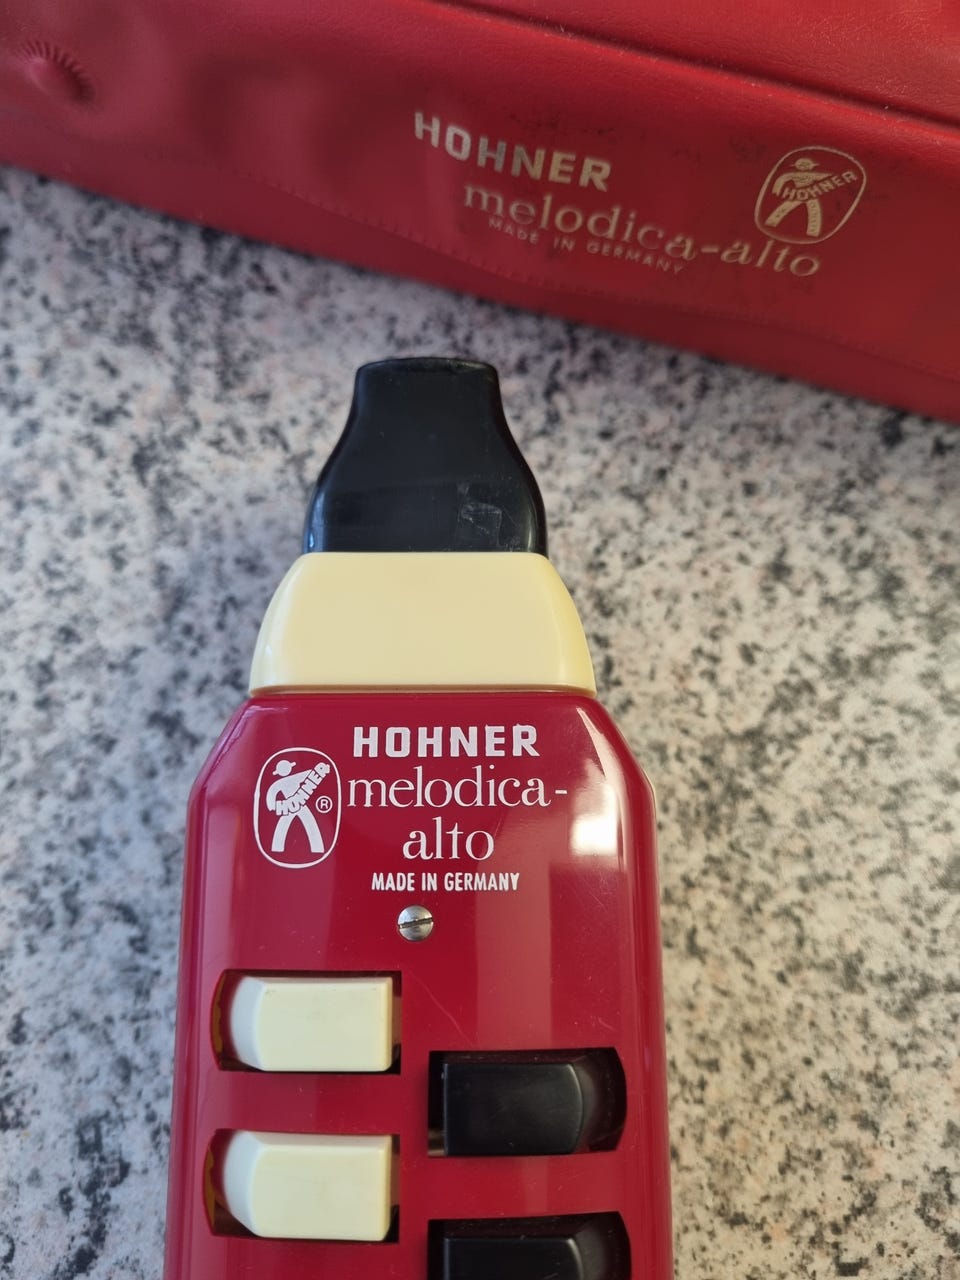 HOHNER
melodica-alto
MADE IN GERMANY
HOHNER
HOHNER
melodica-
alto
MADE IN GERMANY
HOHNER
®